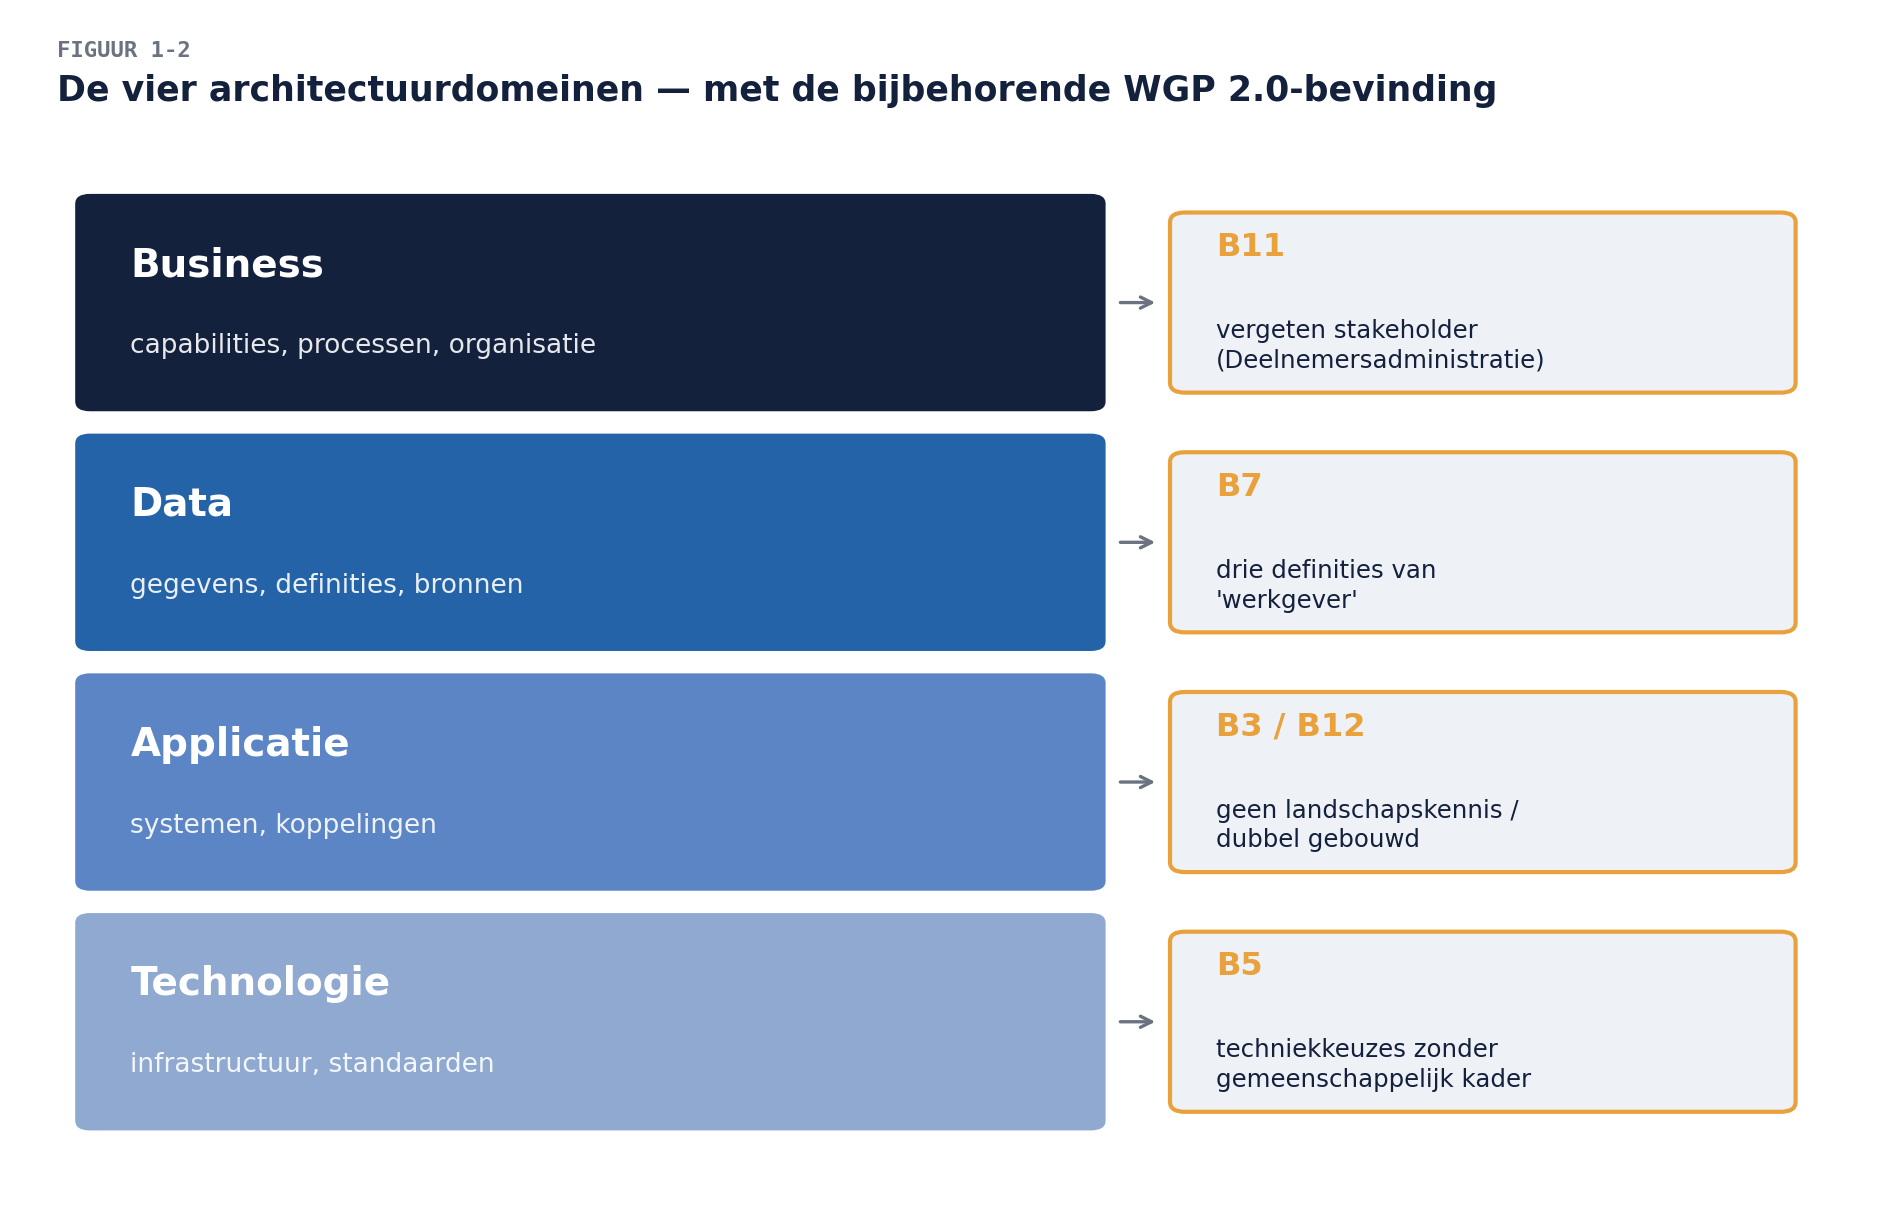 FIGUUR 1-2
De vier architectuurdomeinen — met de bijbehorende WGP 2.0-bevinding
Business
capabilities, processen, organisatie
B11
vergeten stakeholder
(Deelnemersadministratie)
Data
gegevens, definities, bronnen
B7
drie definities van
'werkgever'
Applicatie
systemen, koppelingen
B3 / B12
geen landschapskennis /
dubbel gebouwd
Technologie
infrastructuur, standaarden
B5
techniekkeuzes zonder
gemeenschappelijk kader